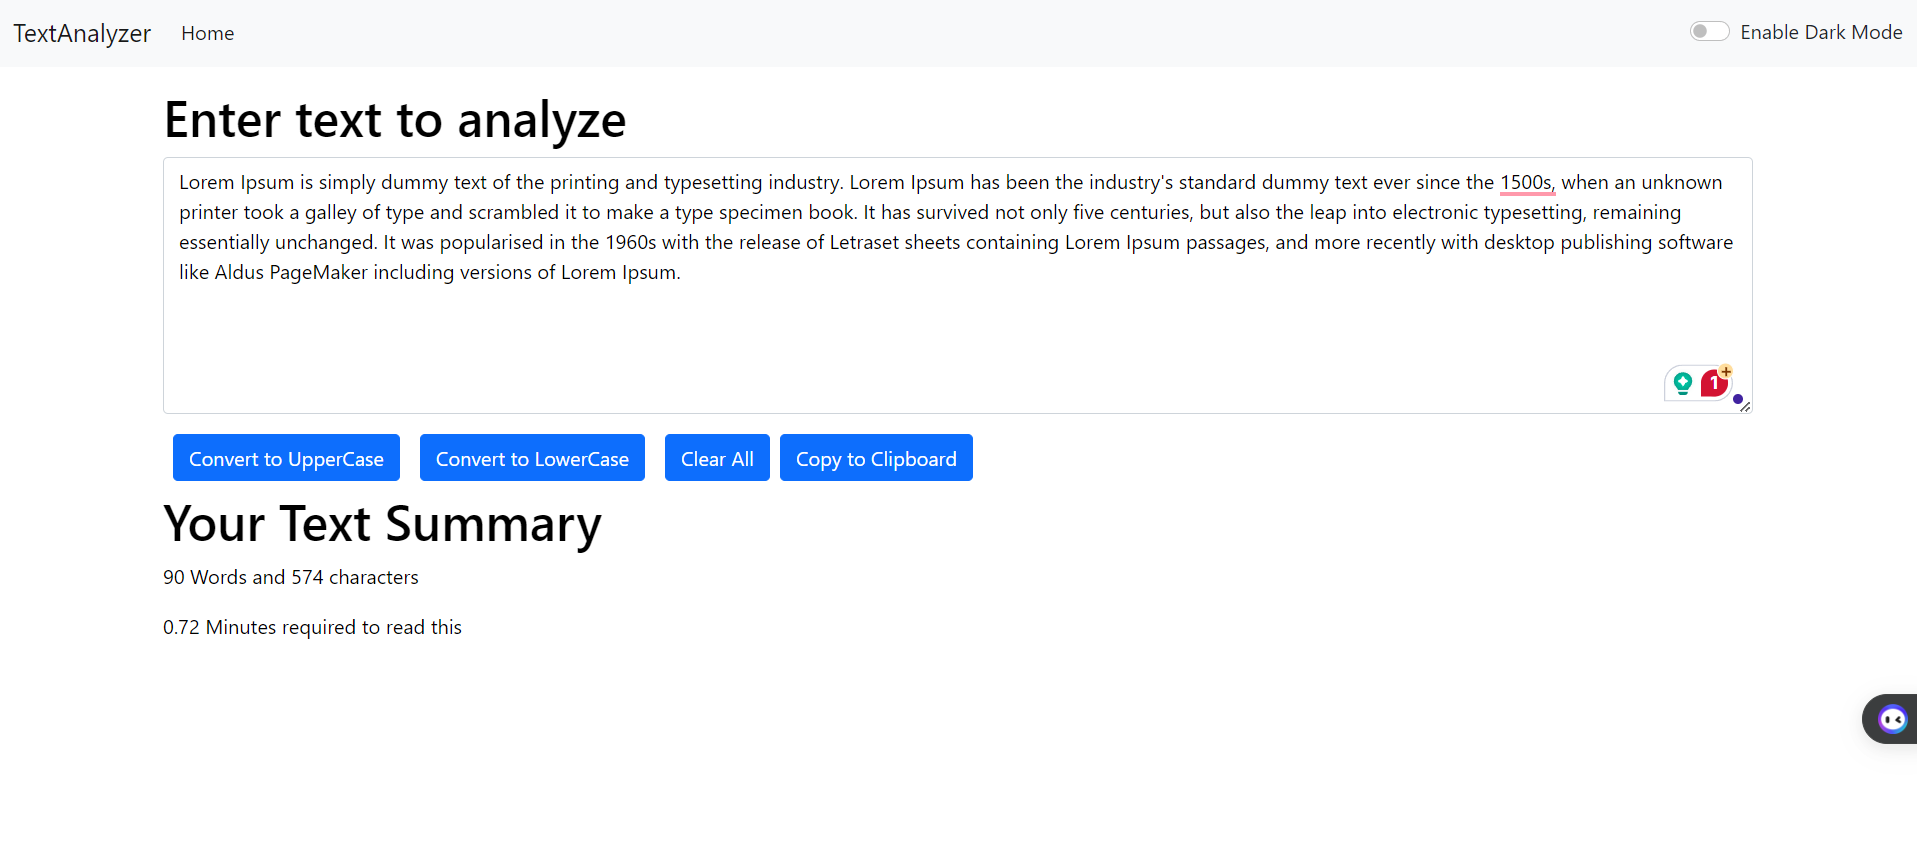 TextAnalyzer Home Enable Dark Mode
Enter text to analyze
Lorem Ipsum is simply dummy text of the printing and typesetting industry. Lorem Ipsum has been the industry's standard dummy text ever since the 1500s, when an unknown
printer took a galley of type and scrambled it to make a type specimen book. It has survived not only five centuries, but also the leap into electronic typesetting, remaining
essentially unchanged. It was popularised in the 1960s with the release of Letraset sheets containing Lorem Ipsum passages, and more recently with desktop publishing software
like Aldus PageMaker including versions of Lorem Ipsum.
1
Convert to UpperCase Convert to LowerCase Clear All Copy to Clipboard
Your Text Summary
90 Words and 574 characters
0.72 Minutes required to read this